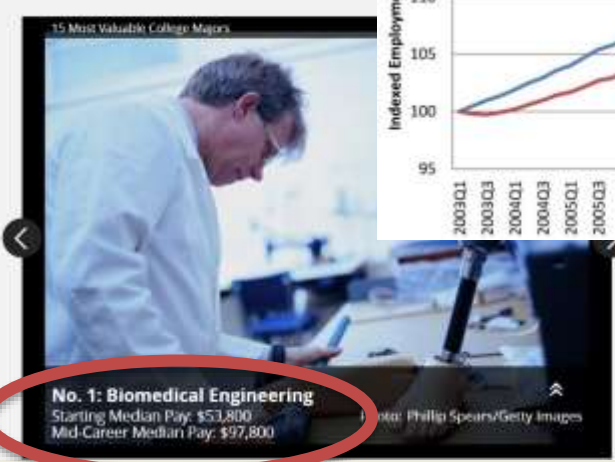 15 Most Valuable College Majors
No. 1: Biomedical Engineering
Starting Median Pay: $53,800
Mid-Career Median Pay: $97,800
Photo: Phillip Spears/Getty Images
105
100
95
2003Q1
2003Q3
2004Q1
2004Q3
2005Q1
2005Q3
Indexed